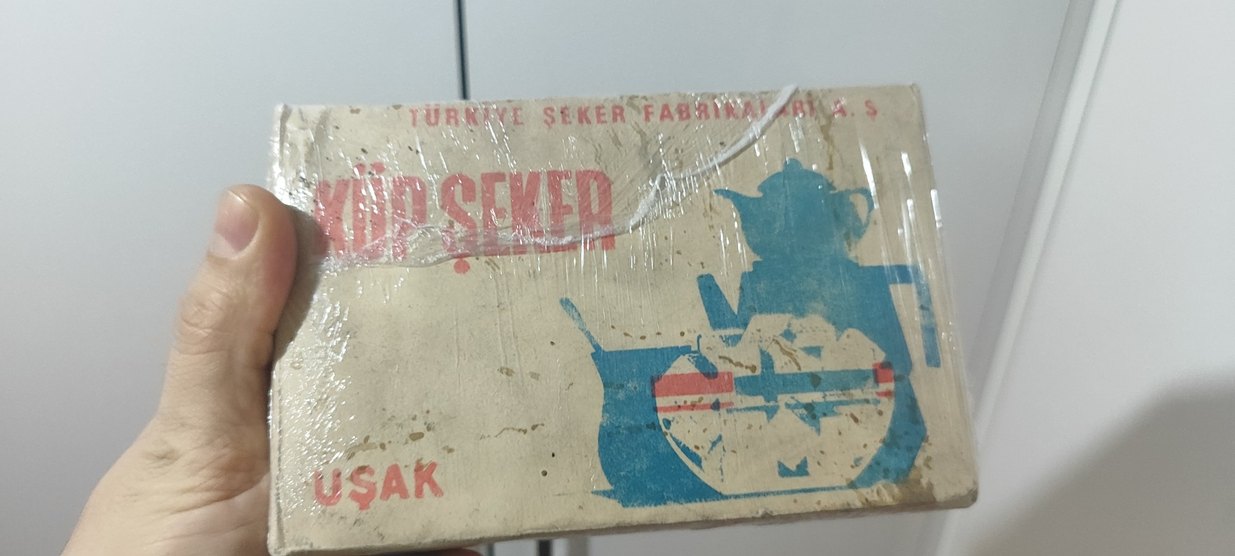 TÜRKİYE ŞEKER FABRİKALARI A.Ş.
KÜP ŞEKER
UŞAK